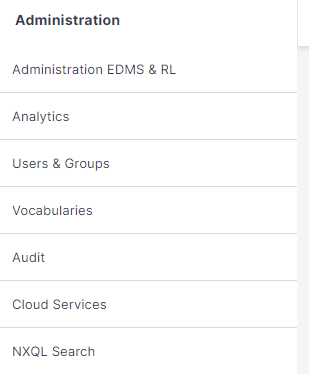 Administration
Administration EDMS & RL
Analytics
Users & Groups
Vocabularies
Audit
Cloud Services
NXQL Search